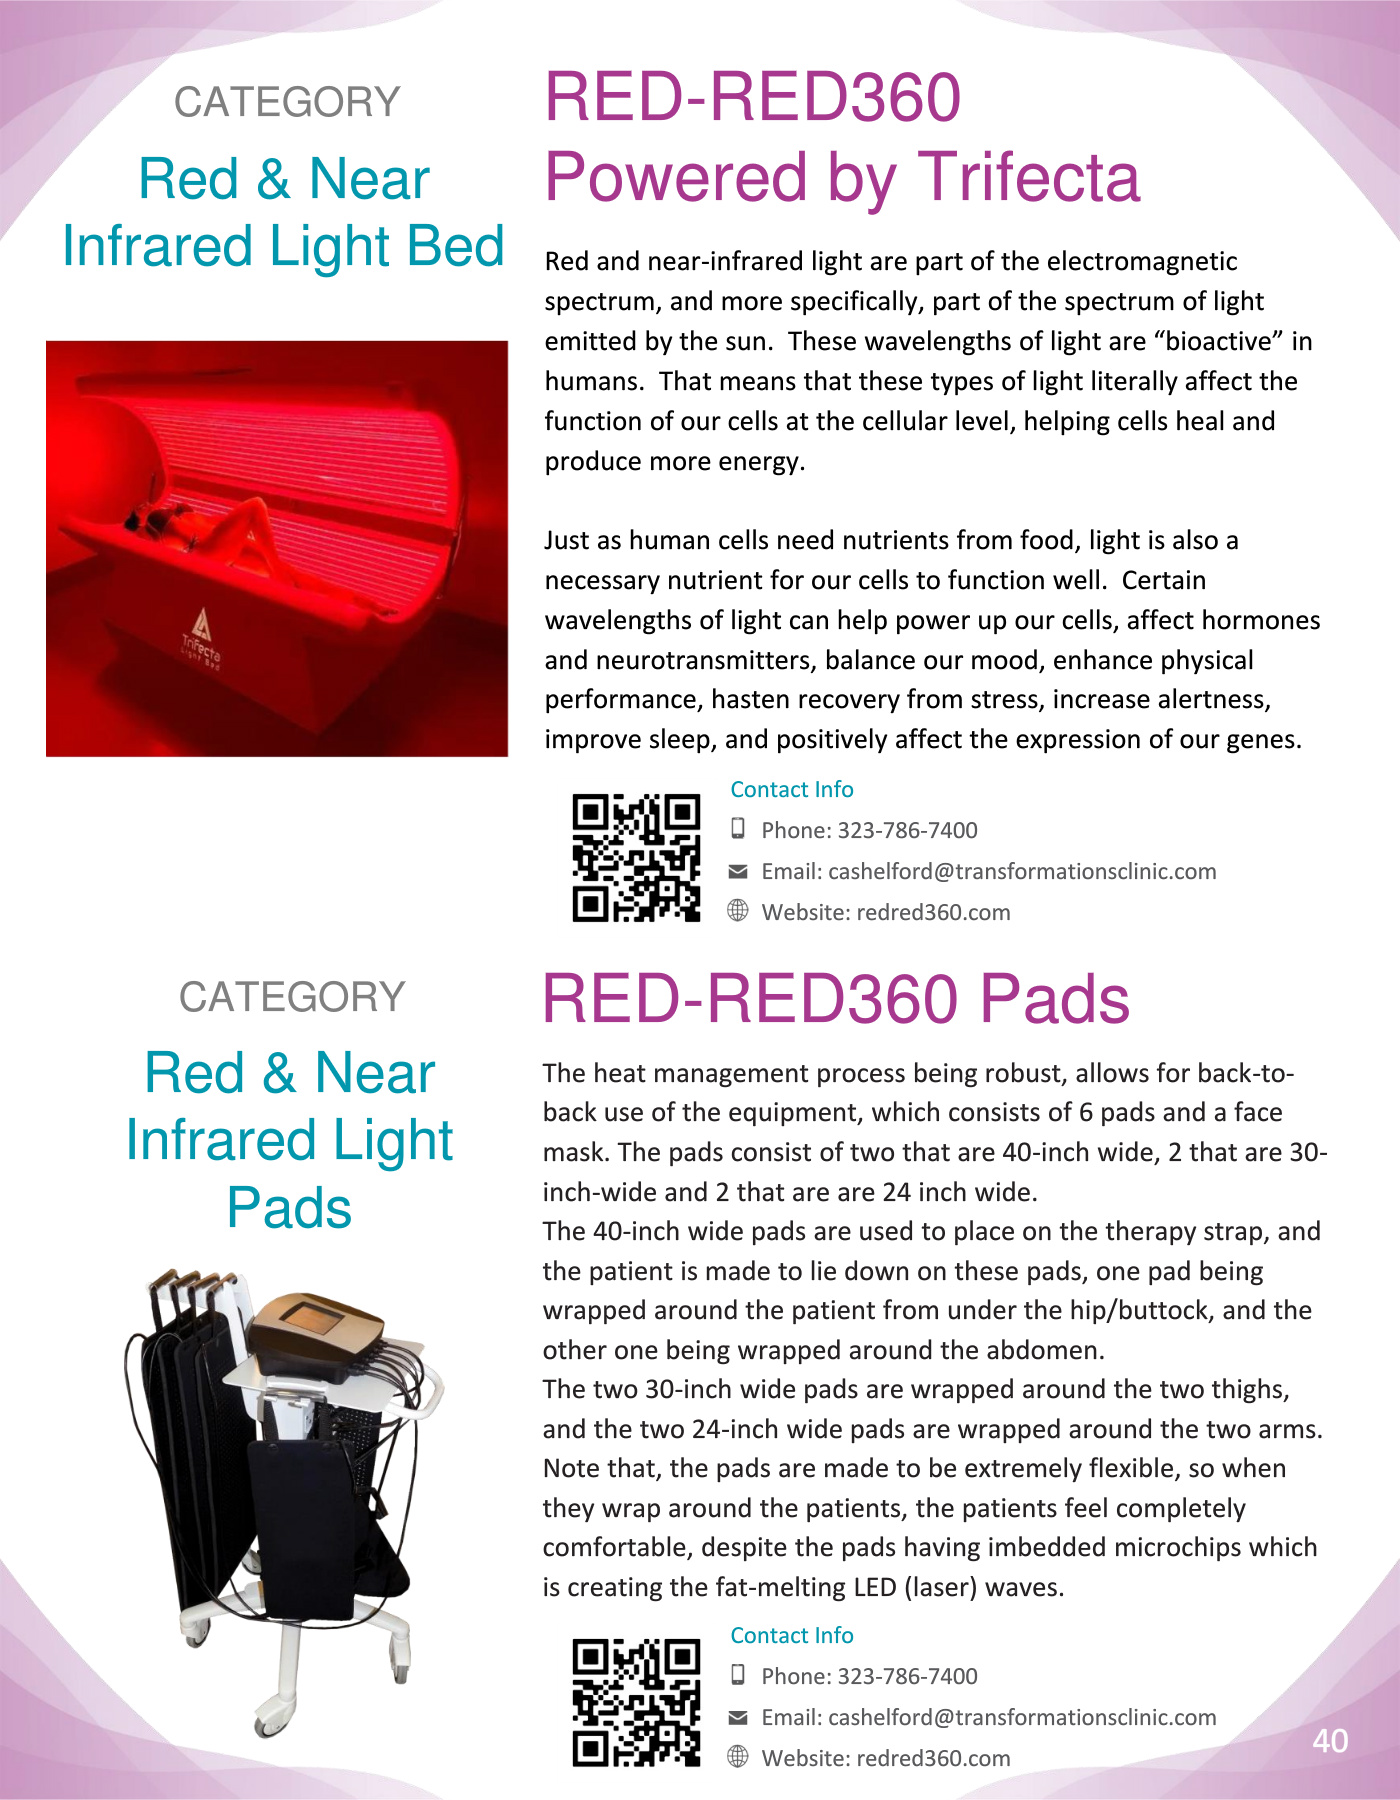 CATEGORY
Red & Near
Infrared Light Bed
Trifecta
Light Bed
RED-RED360
Powered by Trifecta
Red and near-infrared light are part of the electromagnetic
spectrum, and more specifically, part of the spectrum of light
emitted by the sun.  These wavelengths of light are “bioactive” in
humans.  That means that these types of light literally affect the
function of our cells at the cellular level, helping cells heal and
produce more energy.
Just as human cells need nutrients from food, light is also a
necessary nutrient for our cells to function well.  Certain
wavelengths of light can help power up our cells, affect hormones
and neurotransmitters, balance our mood, enhance physical
performance, hasten recovery from stress, increase alertness,
improve sleep, and positively affect the expression of our genes.
Contact Info
Phone: 323-786-7400
Email: cashelford@transformationsclinic.com
Website: redred360.com
CATEGORY
Red & Near
Infrared Light
Pads
RED-RED360 Pads
The heat management process being robust, allows for back-to-
back use of the equipment, which consists of 6 pads and a face
mask. The pads consist of two that are 40-inch wide, 2 that are 30-
inch-wide and 2 that are are 24 inch wide.
The 40-inch wide pads are used to place on the therapy strap, and
the patient is made to lie down on these pads, one pad being
wrapped around the patient from under the hip/buttock, and the
other one being wrapped around the abdomen.
The two 30-inch wide pads are wrapped around the two thighs,
and the two 24-inch wide pads are wrapped around the two arms.
Note that, the pads are made to be extremely flexible, so when
they wrap around the patients, the patients feel completely
comfortable, despite the pads having imbedded microchips which
is creating the fat-melting LED (laser) waves.
Contact Info
Phone: 323-786-7400
Email: cashelford@transformationsclinic.com
Website: redred360.com
40